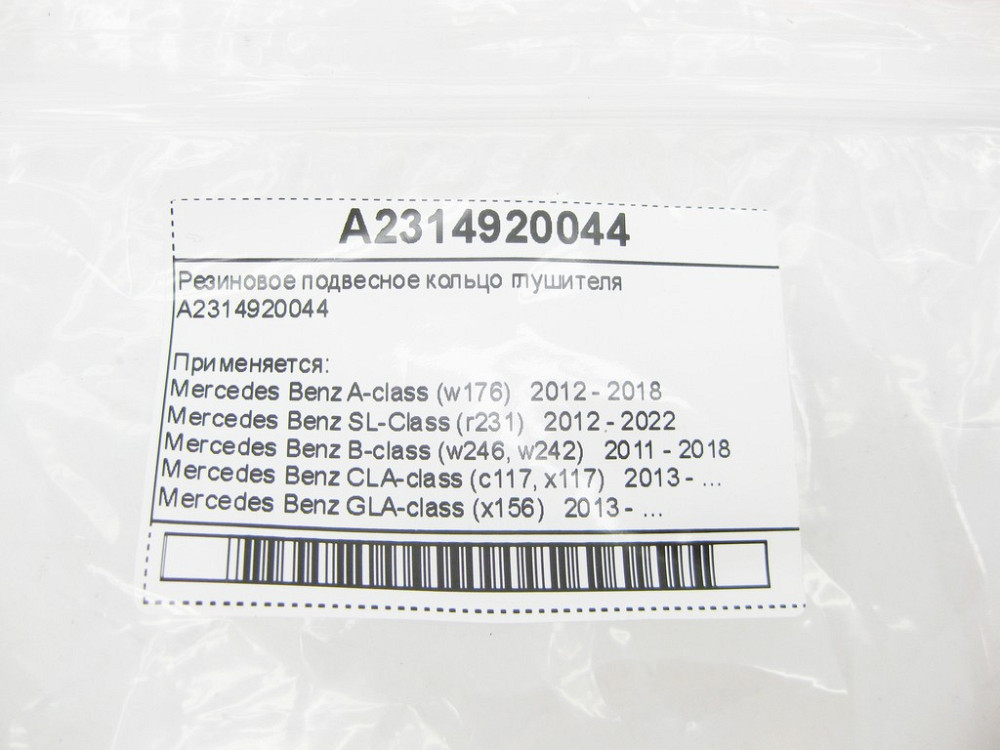 A2314920044
Резиновое подвесное кольцо глушителя
A2314920044
Применяется:
Mercedes Benz A-class (w176) 2012 - 2018
Mercedes Benz SL-Class (r231) 2012 - 2022
Mercedes Benz B-class (w246, w242) 2011 - 2018
Mercedes Benz CLA-class (c117, x117) 2013 - ...
Mercedes Benz GLA-class (x156) 2013 - ...